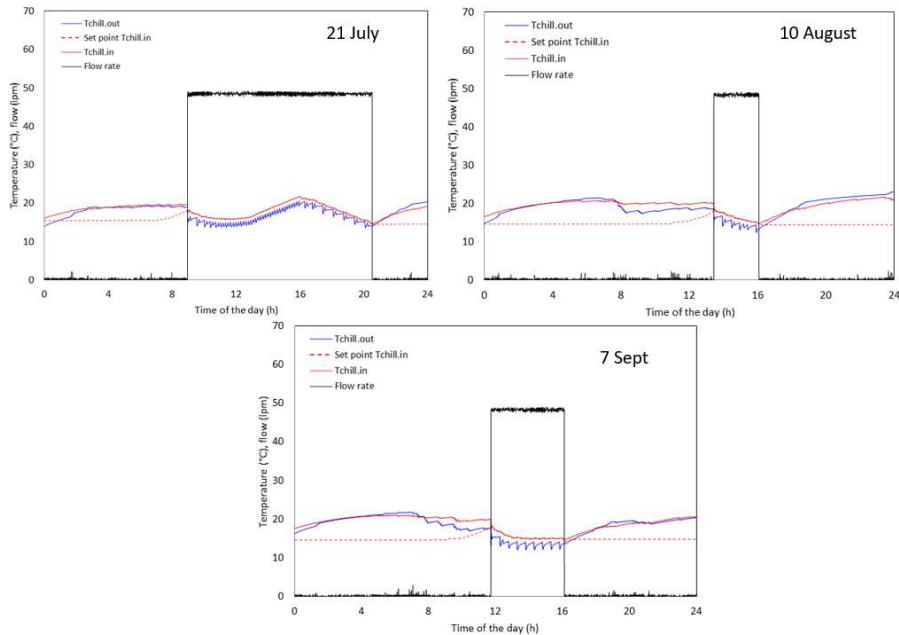 70
60
50
40
30
20
10
0
Temperature (°C), flow (lpm)
Tchill.out
Set point Tchill.in
Tchill.in
Flow rate
21 July
0 4 8 12 16 20 24
Time of the day (h)
70
60
50
40
30
20
10
0
Temperature (°C), flow (lpm)
Tchill.out
Set point Tchill.in
Tchill.in
Flow rate
10 August
0 4 8 12 16 20 24
Time of the day (h)
70
60
50
40
30
20
10
0
Temperature (°C), flow (lpm)
Tchill.out
Set point Tchill.in
Tchill.in
Flow rate
7 Sept
0 4 8 12 16 20 24
Time of the day (h)